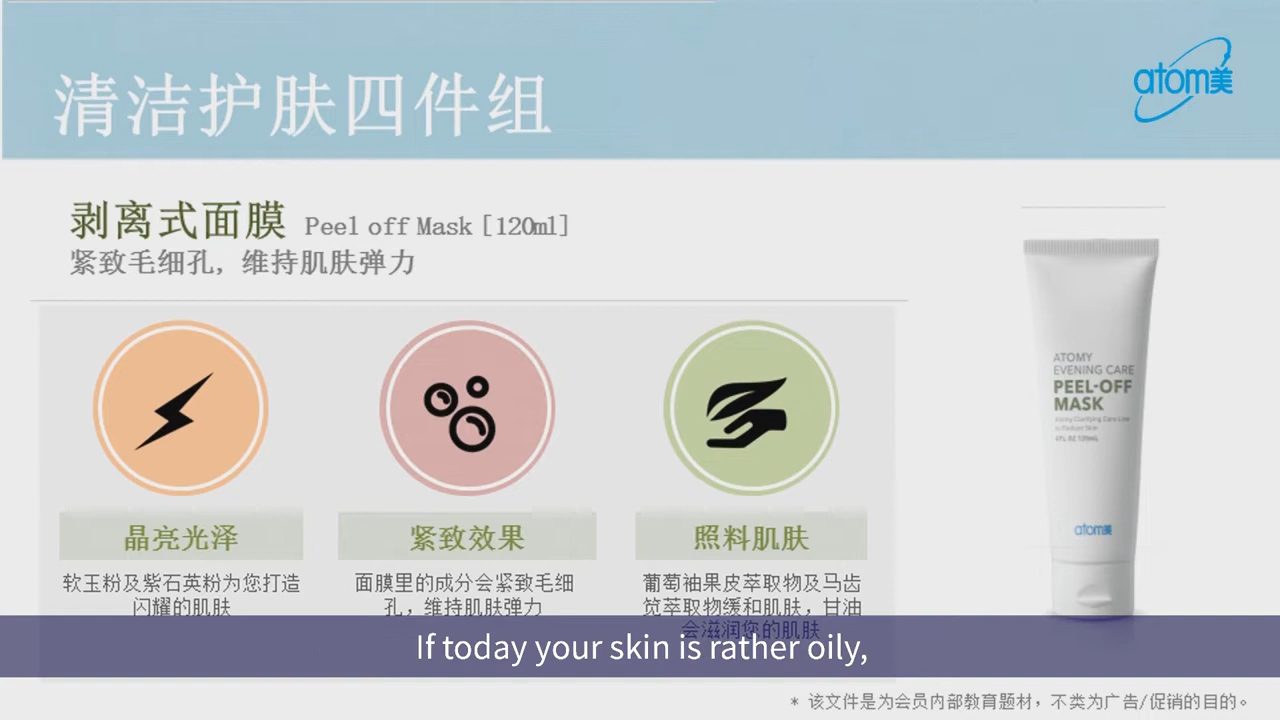 清洁护肤四件组
atom美
剥离式面膜 Peel off Mask [120ml]
紧致毛细孔, 维持肌肤弹力
ATOMY
EVENING CARE
PEEL-OFF
MASK
4FL OZ 120mL
atom美
晶亮光泽
紧致效果
照料肌肤
软玉粉及紫石英粉为您打造
闪耀的肌肤
面膜里的成分会紧致毛细
孔，维持肌肤弹力
葡萄柚果皮萃取物及马齿
苋萃取物缓和肌肤，甘油
会滋润您的肌肤
If today your skin is rather oily,
* 该文件是为会员内部教育题材，不类为广告/促销的目的。